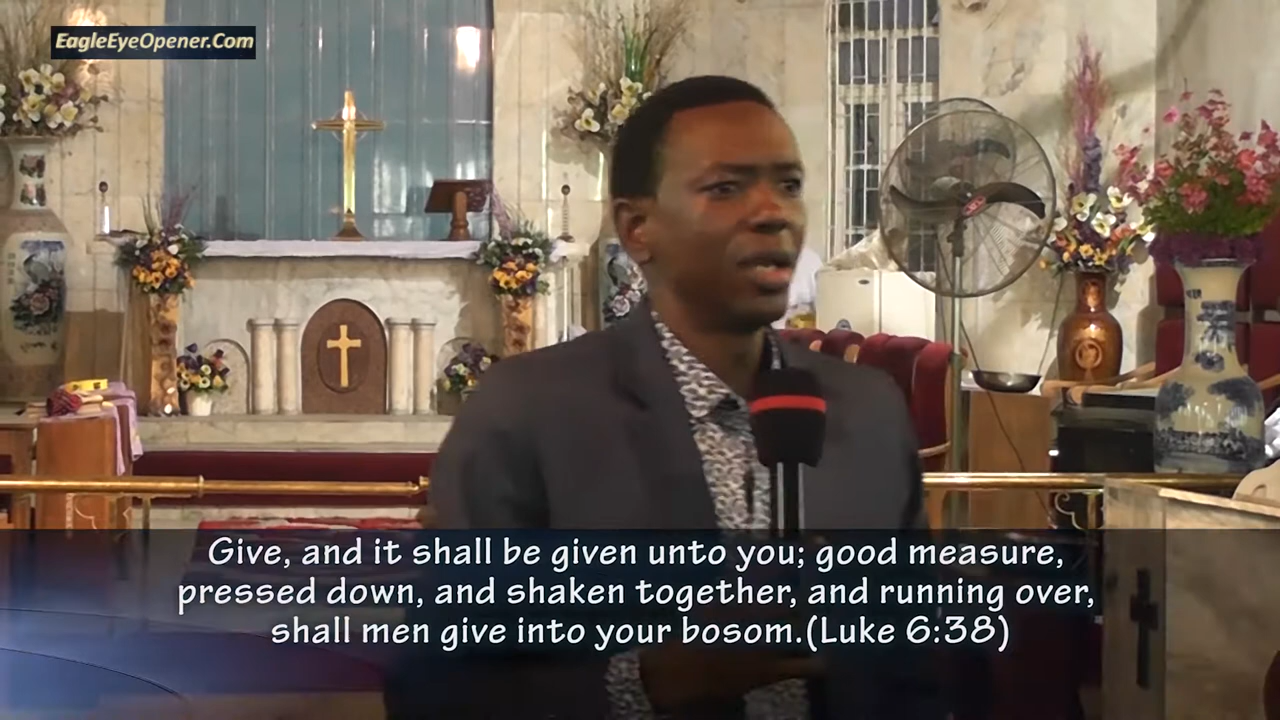 EagleEyeOpener.Com
Give, and it shall be given unto you; good measure,
pressed down, and shaken together, and running over,
shall men give into your bosom.(Luke 6:38)